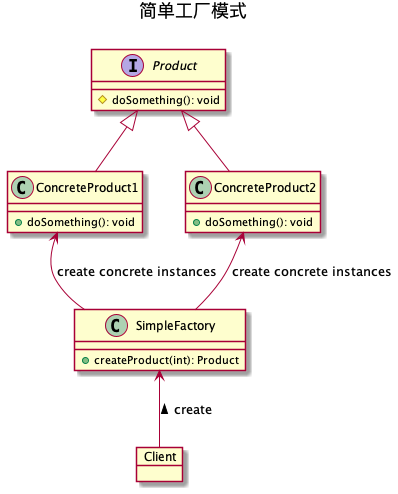 简单工厂模式
I Product
doSomething(): void
C ConcreteProduct1
doSomething(): void
C ConcreteProduct2
doSomething(): void
create concrete instances
create concrete instances
C SimpleFactory
createProduct(int): Product
create
Client